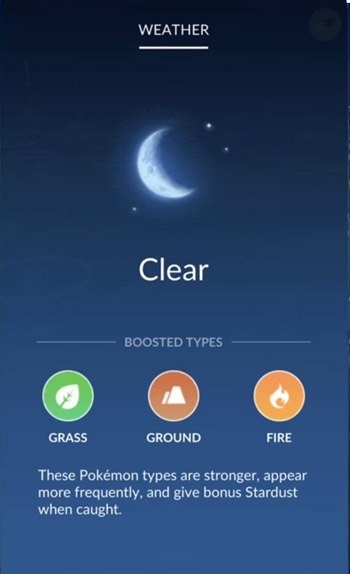 WEATHER
Clear
BOOSTED TYPES
GRASS
GROUND
FIRE
These Pokémon types are stronger, appear
more frequently, and give bonus Stardust
when caught.